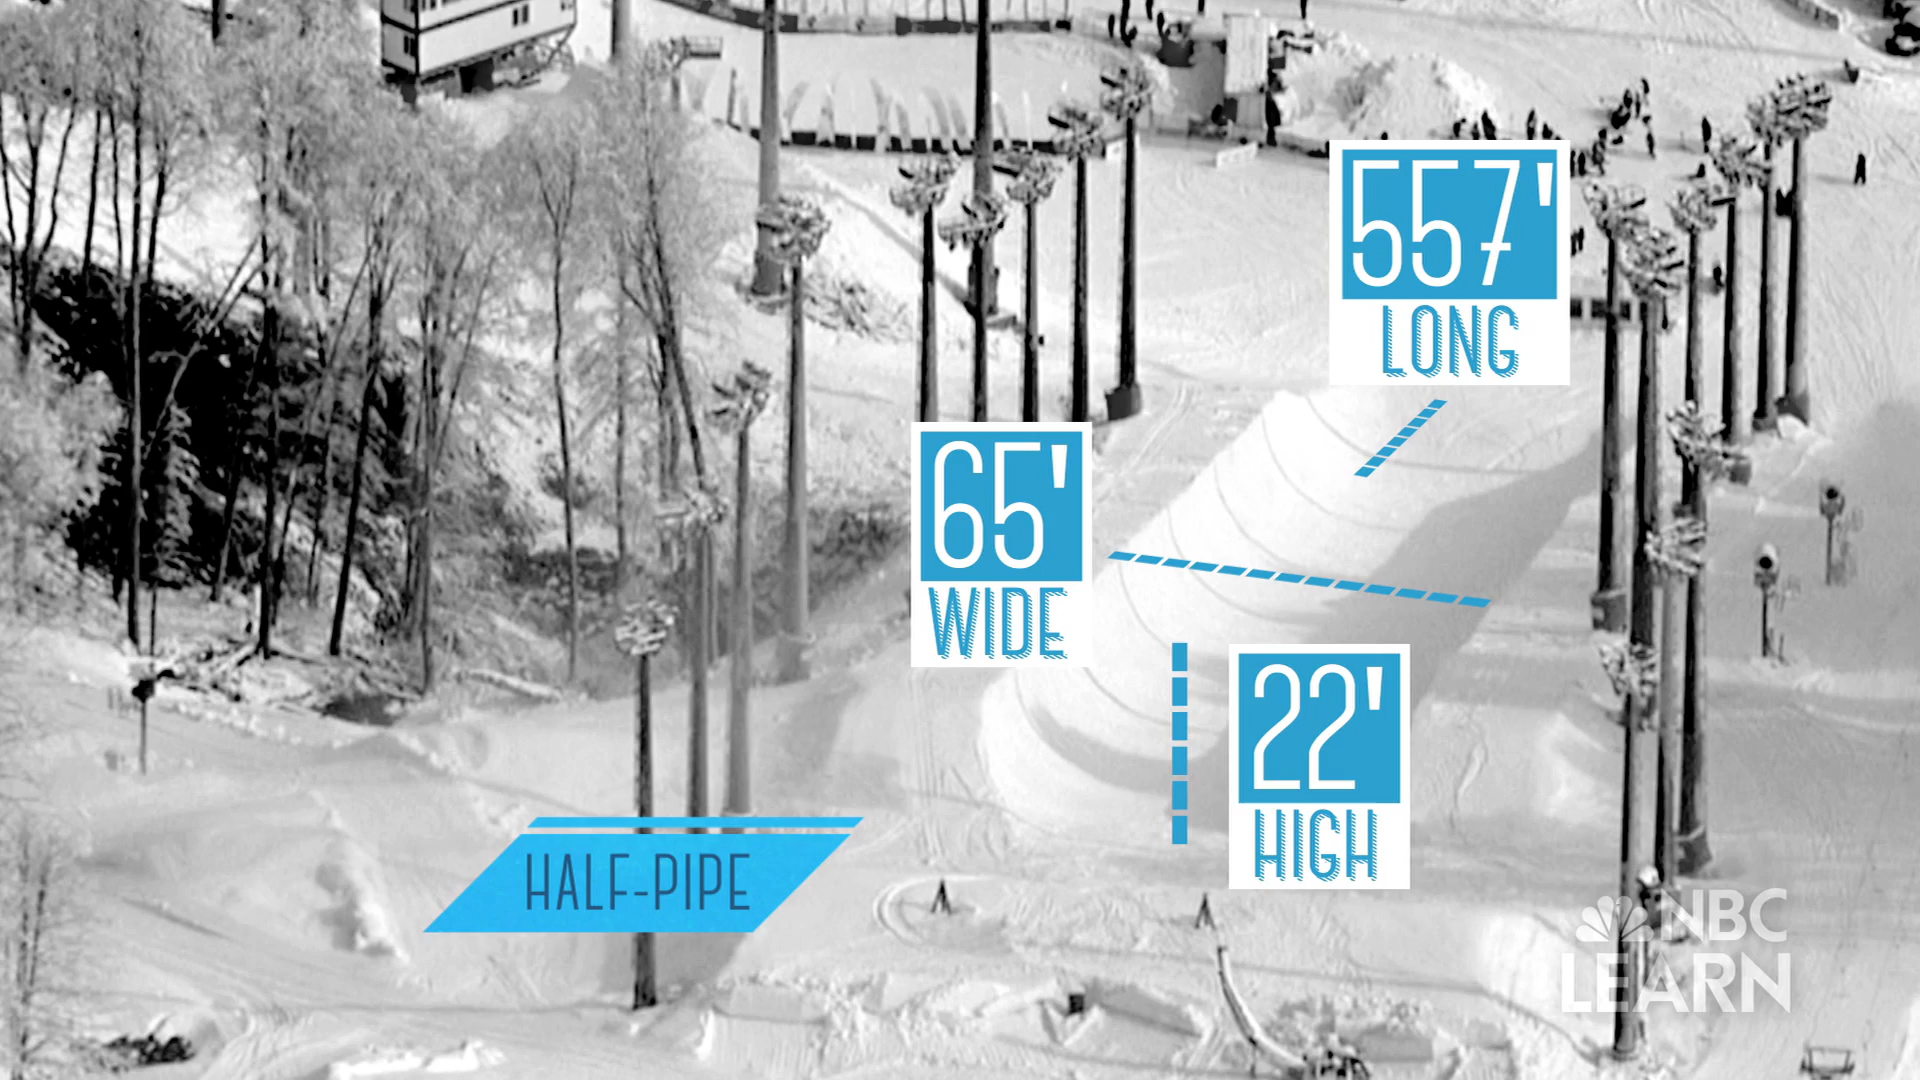 557'
LONG
65'
WIDE
22'
HIGH
HALF-PIPE
NBC
LEARN